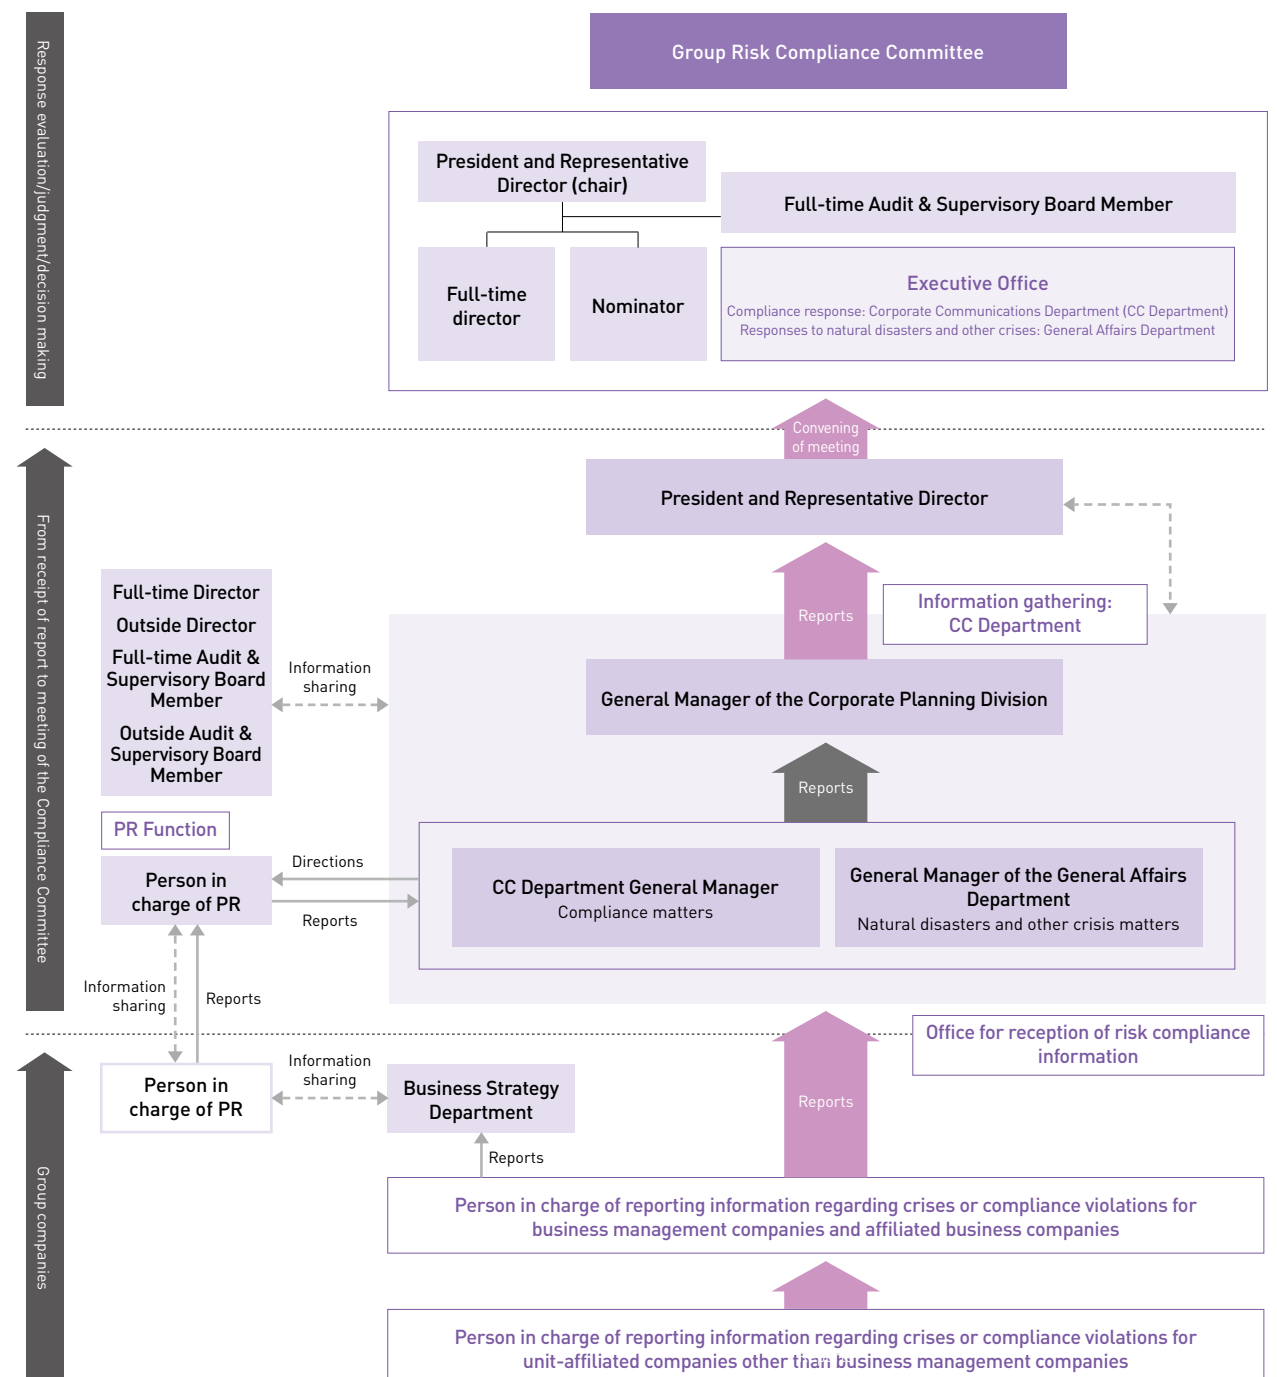 Response evaluation/judgment/decision making
Group Risk Compliance Committee
President and Representative
Director (chair)
Full-time Audit & Supervisory Board Member
Full-time
director
Nominator
Executive Office
Compliance response: Corporate Communications Department (CC Department)
Responses to natural disasters and other crises: General Affairs Department
Convening
of meeting
From receipt of report to meeting of the Compliance Committee
President and Representative Director
Reports
Information gathering:
CC Department
Full-time Director
Outside Director
Full-time Audit &
Supervisory Board
Member
Outside Audit &
Supervisory Board
Member
Information
sharing
General Manager of the Corporate Planning Division
Reports
PR Function
Person in
charge of PR
Directions
Reports
CC Department General Manager
Compliance matters
General Manager of the General Affairs
Department
Natural disasters and other crisis matters
Information
sharing
Reports
Office for reception of risk compliance
information
Group companies
Person in
charge of PR
Information
sharing
Business Strategy
Department
Reports
Reports
Person in charge of reporting information regarding crises or compliance violations for
business management companies and affiliated business companies
Person in charge of reporting information regarding crises or compliance violations for
unit-affiliated companies other than business management companies